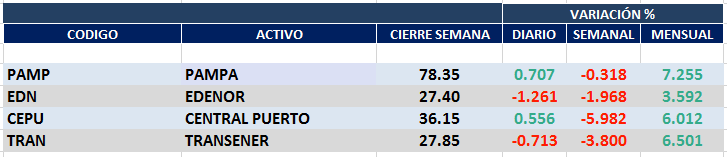 VARIACIÓN %
CODIGO ACTIVO CIERRE SEMANA DIARIO SEMANAL MENSUAL
PAMP PAMPA 78.35 0.707 -0.318 7.255
EDN EDENOR 27.40 -1.261 -1.968 3.592
CEPU CENTRAL PUERTO 36.15 0.556 -5.982 6.012
TRAN TRANSENER 27.85 -0.713 -3.800 6.501